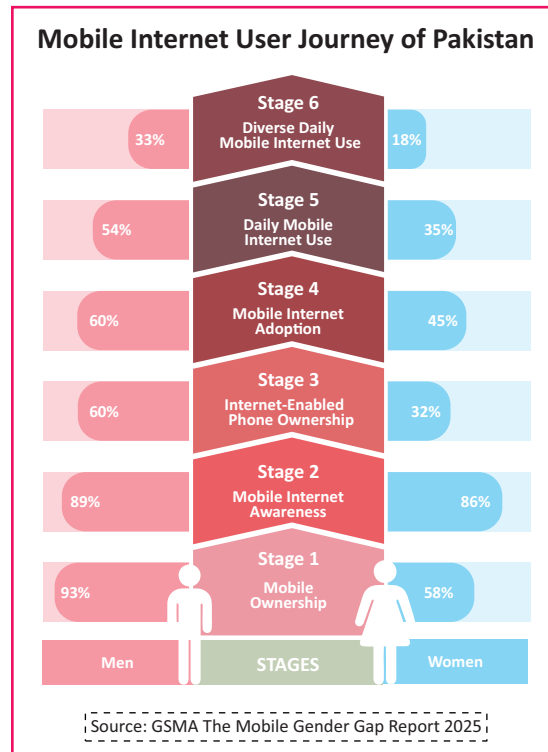 Mobile Internet User Journey of Pakistan
Stage 6
Diverse Daily
Mobile Internet Use
33%
18%
Stage 5
Daily Mobile
Internet Use
54%
35%
Stage 4
Mobile Internet
Adoption
60%
45%
Stage 3
Internet-Enabled
Phone Ownership
60%
32%
Stage 2
Mobile Internet
Awareness
89%
86%
Stage 1
Mobile
Ownership
93%
58%
Men
STAGES
Women
Source: GSMA The Mobile Gender Gap Report 2025